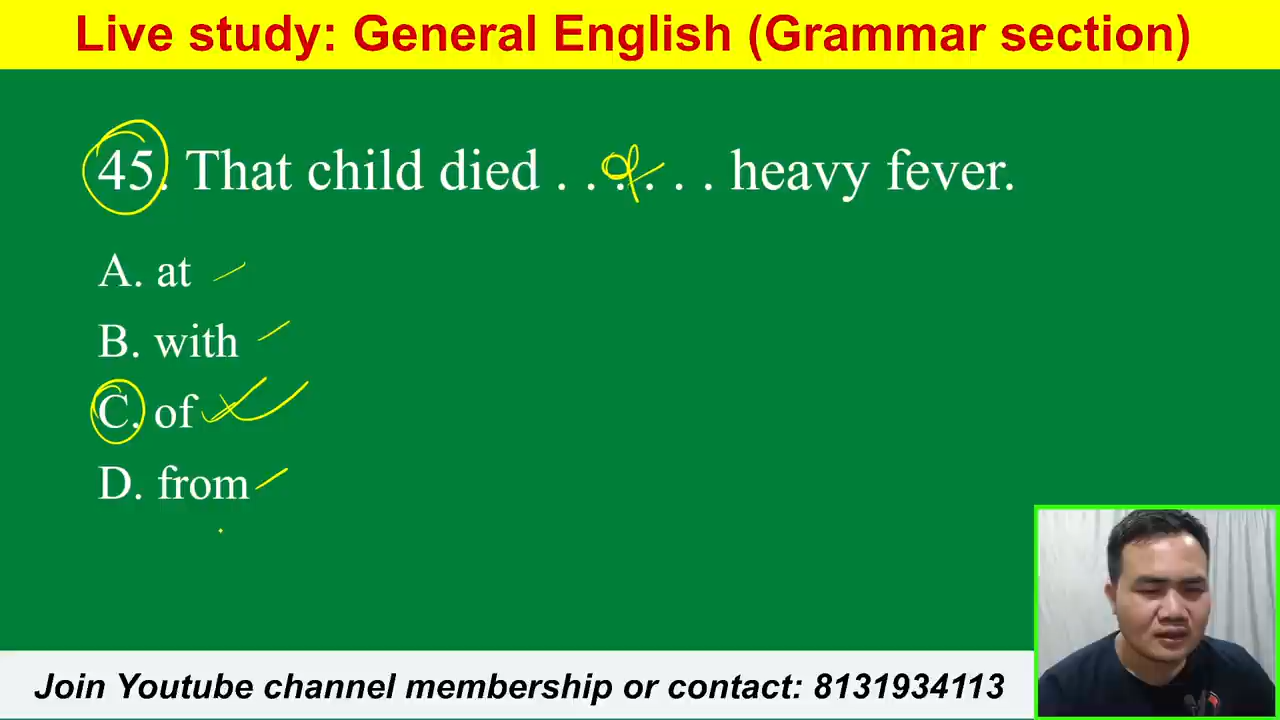 Live study: General English (Grammar section)
45. That child died . . of . . . . heavy fever.
A. at
B. with
C. of
D. from
Join Youtube channel membership or contact: 8131934113